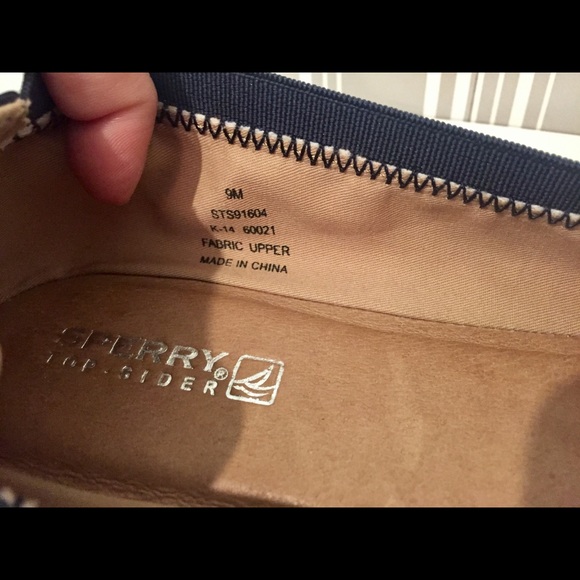 9M
STS91604
K-14 60021
FABRIC UPPER
MADE IN CHINA
SPERRY
TOP-SIDER®